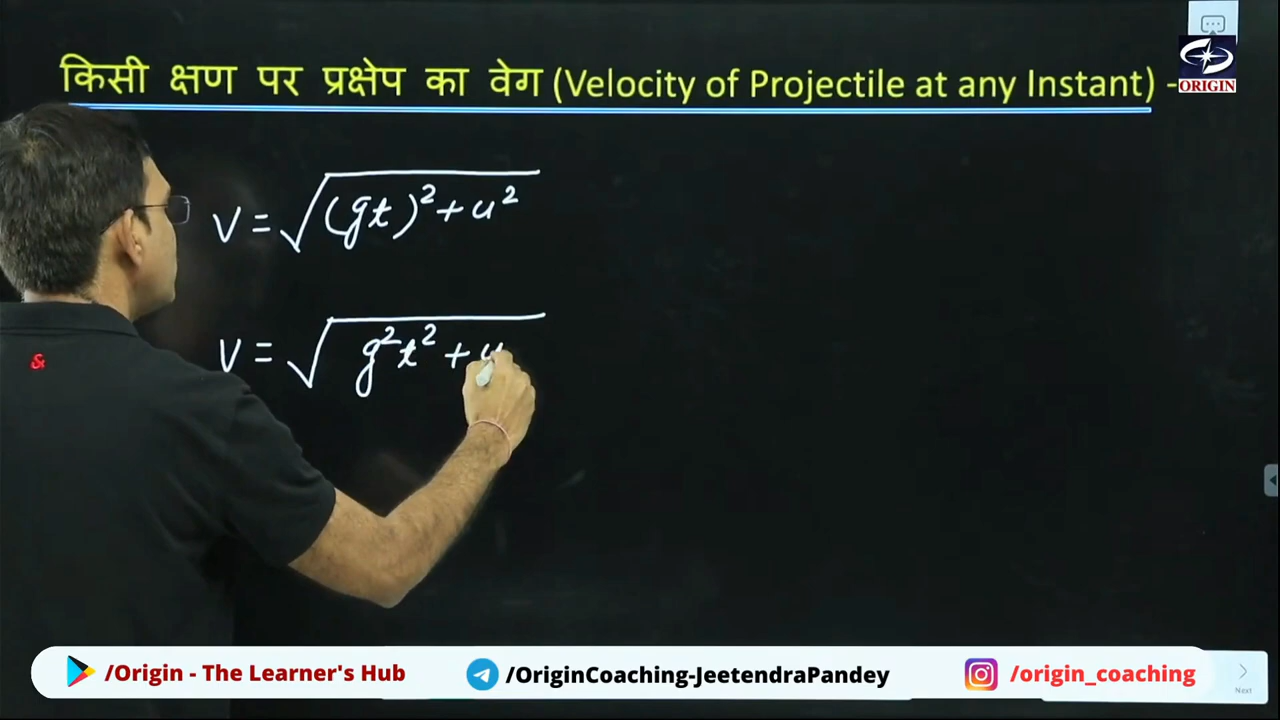 किसी क्षण पर प्रक्षेप का वेग (Velocity of Projectile at any Instant) -
ORIGIN
V = √(gt)² + u²
V = √g²t² + u
&
/Origin - The Learner's Hub
/OriginCoaching-JeetendraPandey
/origin_coaching
Next